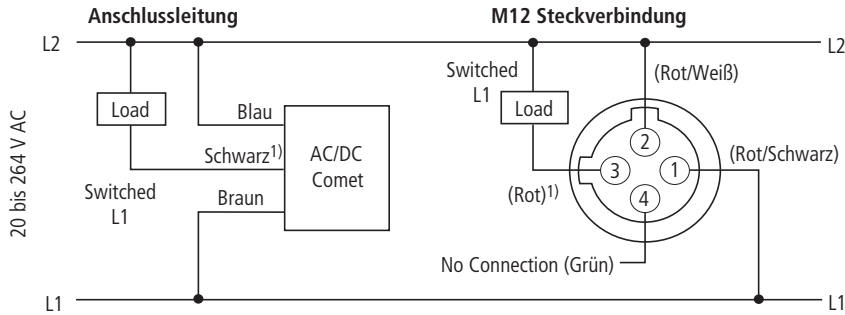 Anschlussleitung
M12 Steckverbindung
L2
L2
Switched
L1
(Rot/Weiß)
Load
Load
Blau
20 bis 264 V AC
Schwarz1)
AC/DC
Comet
2
3
1
(Rot/Schwarz)
Switched
L1
Braun
(Rot)1)
4
No Connection (Grün)
L1
L1